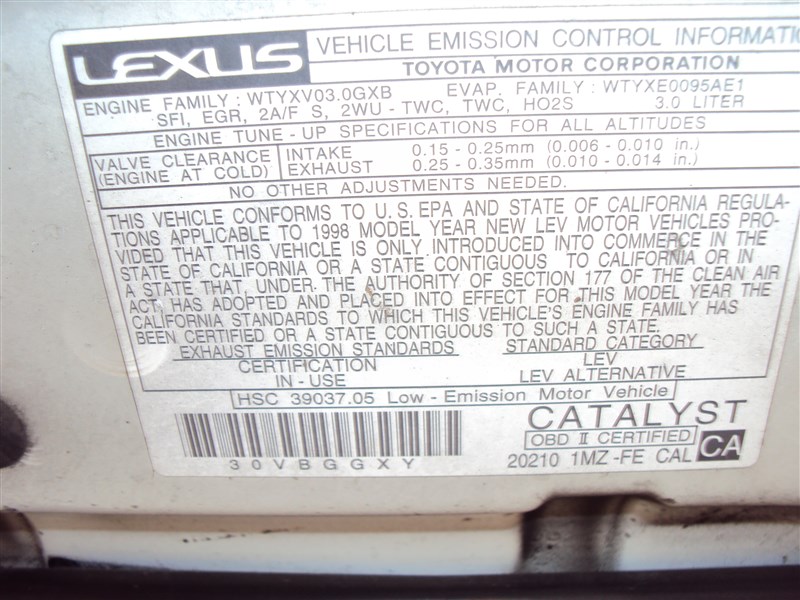 LEXUS
VEHICLE EMISSION CONTROL INFORMATIO
TOYOTA MOTOR CORPORATION
ENGINE FAMILY : WTYXV03.0GXB EVAP. FAMILY : WTYXE0095AE1
SFI, EGR, 2A/F S, 2WU - TWC, TWC, HO2S 3.0 LITER
ENGINE TUNE - UP SPECIFICATIONS FOR ALL ALTITUDES
VALVE CLEARANCE INTAKE 0.15 - 0.25mm (0.006 - 0.010 in.)
(ENGINE AT COLD) EXHAUST 0.25 - 0.35mm (0.010 - 0.014 in.)
NO OTHER ADJUSTMENTS NEEDED.
THIS VEHICLE CONFORMS TO U.S. EPA AND STATE OF CALIFORNIA REGULA-
TIONS APPLICABLE TO 1998 MODEL YEAR NEW LEV MOTOR VEHICLES PRO-
VIDED THAT THIS VEHICLE IS ONLY INTRODUCED INTO COMMERCE IN THE
STATE OF CALIFORNIA OR A STATE CONTIGUOUS TO CALIFORNIA OR IN
A STATE THAT, UNDER THE AUTHORITY OF SECTION 177 OF THE CLEAN AIR
ACT, HAS ADOPTED AND PLACED INTO EFFECT FOR THIS MODEL YEAR THE
CALIFORNIA STANDARDS TO WHICH THIS VEHICLE'S ENGINE FAMILY HAS
BEEN CERTIFIED OR A STATE CONTIGUOUS TO SUCH A STATE.
EXHAUST EMISSION STANDARDS STANDARD CATEGORY
CERTIFICATION LEV
IN - USE LEV ALTERNATIVE
HSC 39037.05 Low - Emission Motor Vehicle
CATALYST
OBD II CERTIFIED
30VBGGXY
20210 1MZ -FE CAL CA